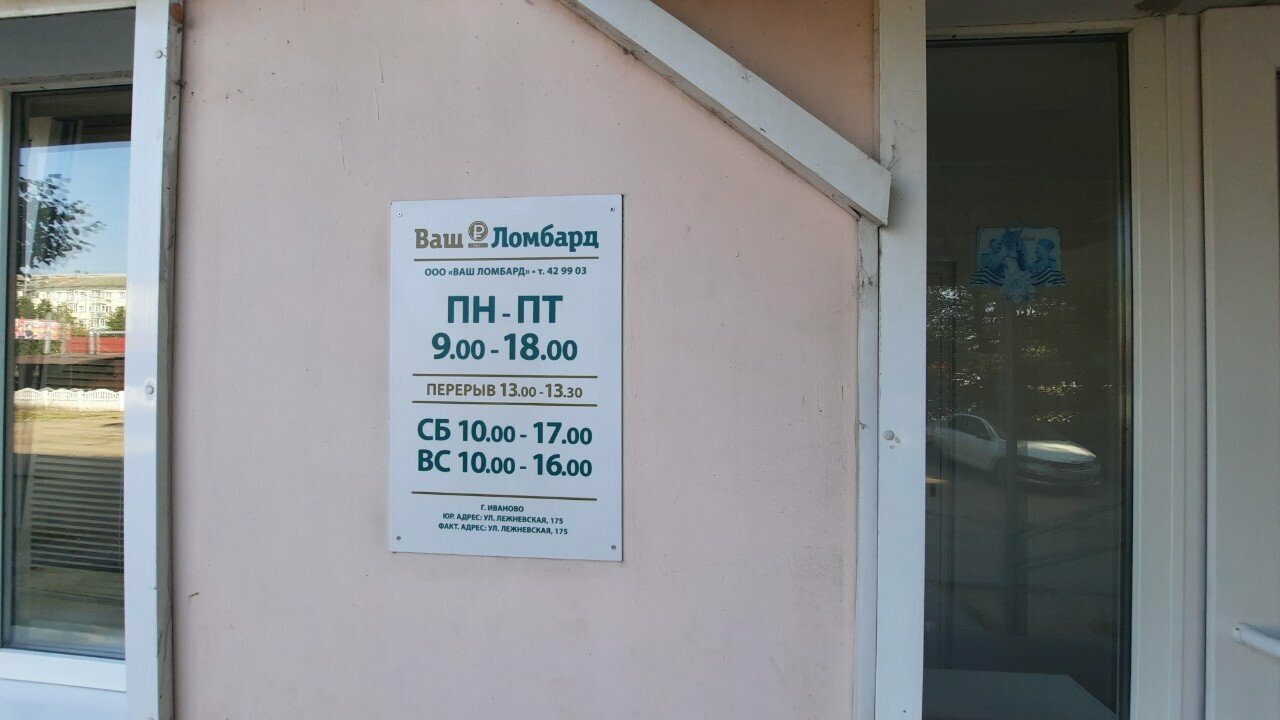 Ваш Ломбард
ООО «ВАШ ЛОМБАРД» • т. 42 99 03
ПН - ПТ
9.00 - 18.00
ПЕРЕРЫВ 13.00 - 13.30
СБ 10.00 - 17.00
ВС 10.00 - 16.00
Г. ИВАНОВО
ЮР. АДРЕС: УЛ. ЛЕЖНЕВСКАЯ, 175
ФАКТ. АДРЕС: УЛ. ЛЕЖНЕВСКАЯ, 175